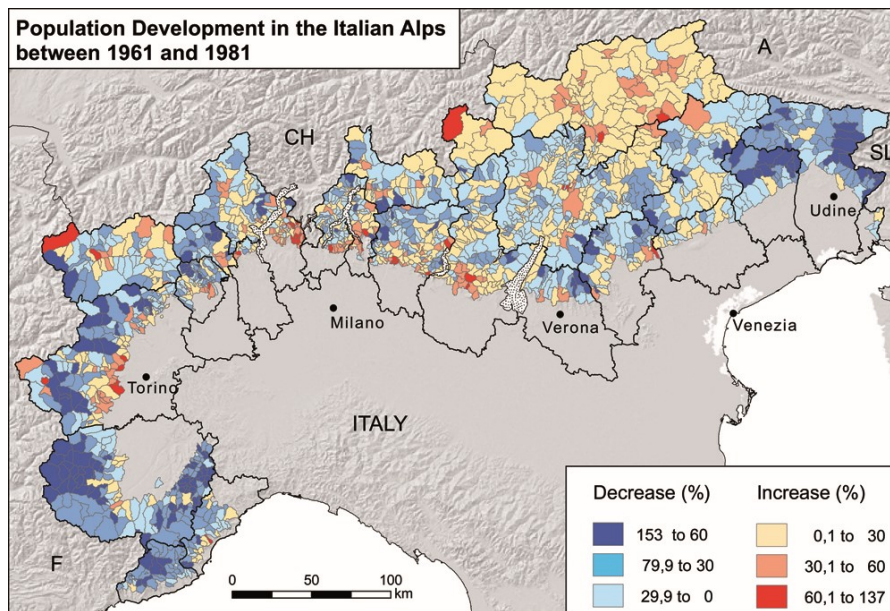 Population Development in the Italian Alps
between 1961 and 1981
A
CH
SL
Udine
Milano
Verona
Venezia
Torino
ITALY
F
0 50 100
km
Decrease (%)
153 to 60
79,9 to 30
29,9 to 0
Increase (%)
0,1 to 30
30,1 to 60
60,1 to 137